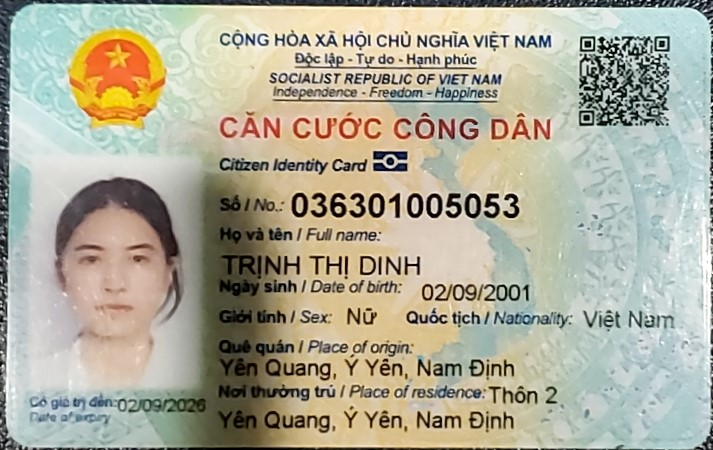 CỘNG HÒA XÃ HỘI CHỦ NGHĨA VIỆT NAM
Độc lập - Tự do - Hạnh phúc
SOCIALIST REPUBLIC OF VIET NAM
Independence - Freedom - Happiness
CĂN CƯỚC CÔNG DÂN
Citizen Identity Card
Số / No.: 036301005053
Họ và tên / Full name:
TRỊNH THỊ DINH
Ngày sinh / Date of birth: 02/09/2001
Giới tính / Sex: Nữ Quốc tịch / Nationality: Việt Nam
Quê quán / Place of origin:
Yên Quang, Ý Yên, Nam Định
Nơi thường trú / Place of residence: Thôn 2
Yên Quang, Ý Yên, Nam Định
Có giá trị đến: 02/09/2026
Date of expiry